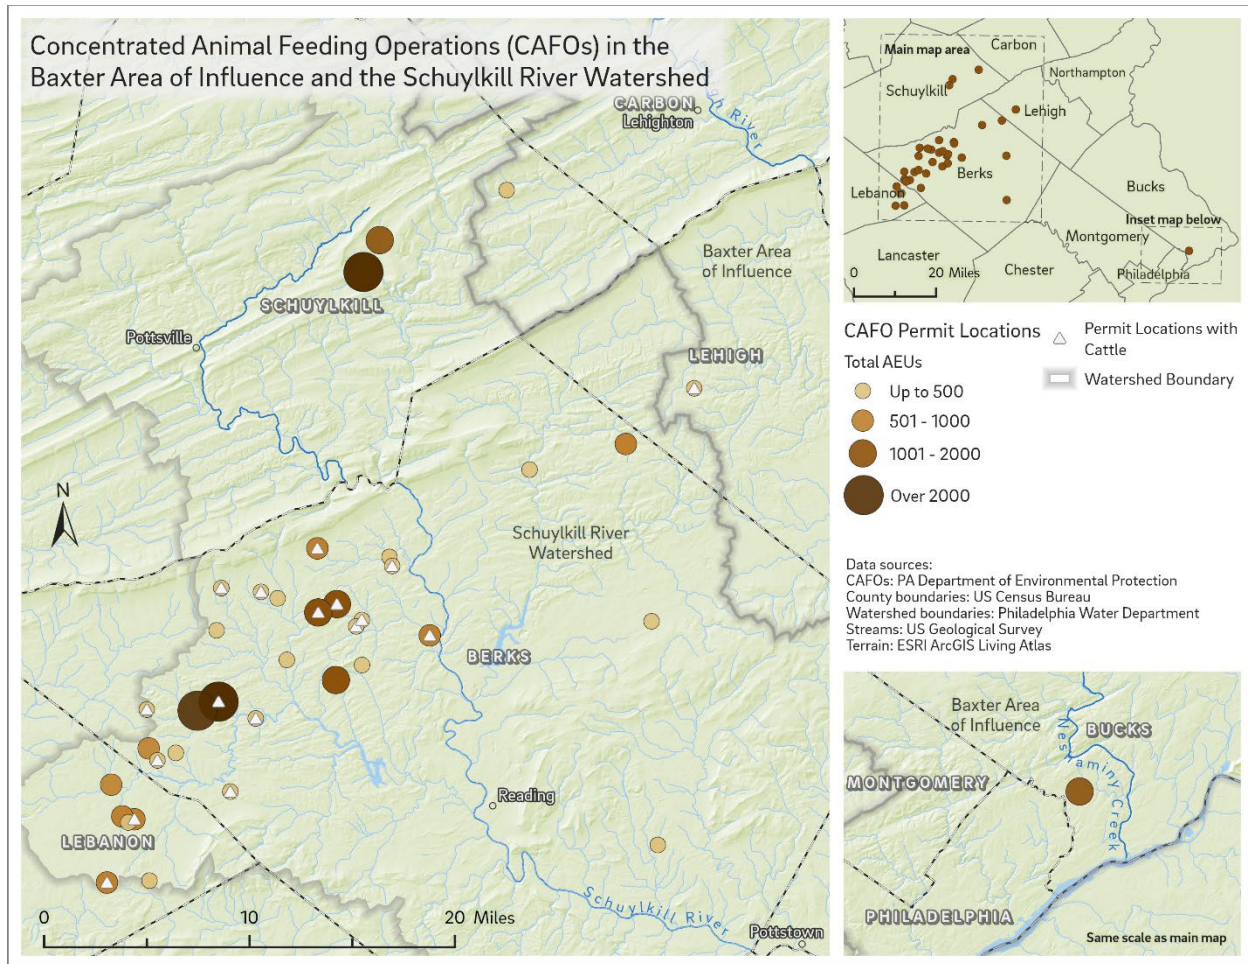 Concentrated Animal Feeding Operations (CAFOs) in the
Baxter Area of Influence and the Schuylkill River Watershed
CARBON
Lehighton
River
Baxter Area
of Influence
SCHUYLKILL
Pottsville
LEHIGH
N
Schuylkill River
Watershed
BERKS
Reading
LEBANON
Schuylkill River
Pottstown
0 10 20 Miles
Main map area
Carbon
Northampton
Schuylkill
Lehigh
Berks
Lebanon
Bucks
Inset map below
Montgomery
Lancaster
Chester
Philadelphia
0 20 Miles
CAFO Permit Locations
Total AEUs
Up to 500
501 - 1000
1001 - 2000
Over 2000
Permit Locations with
Cattle
Watershed Boundary
Data sources:
CAFOs: PA Department of Environmental Protection
County boundaries: US Census Bureau
Watershed boundaries: Philadelphia Water Department
Streams: US Geological Survey
Terrain: ESRI ArcGIS Living Atlas
Baxter Area
of Influence
BUCKS
Neshaminy Creek
MONTGOMERY
PHILADELPHIA
Same scale as main map